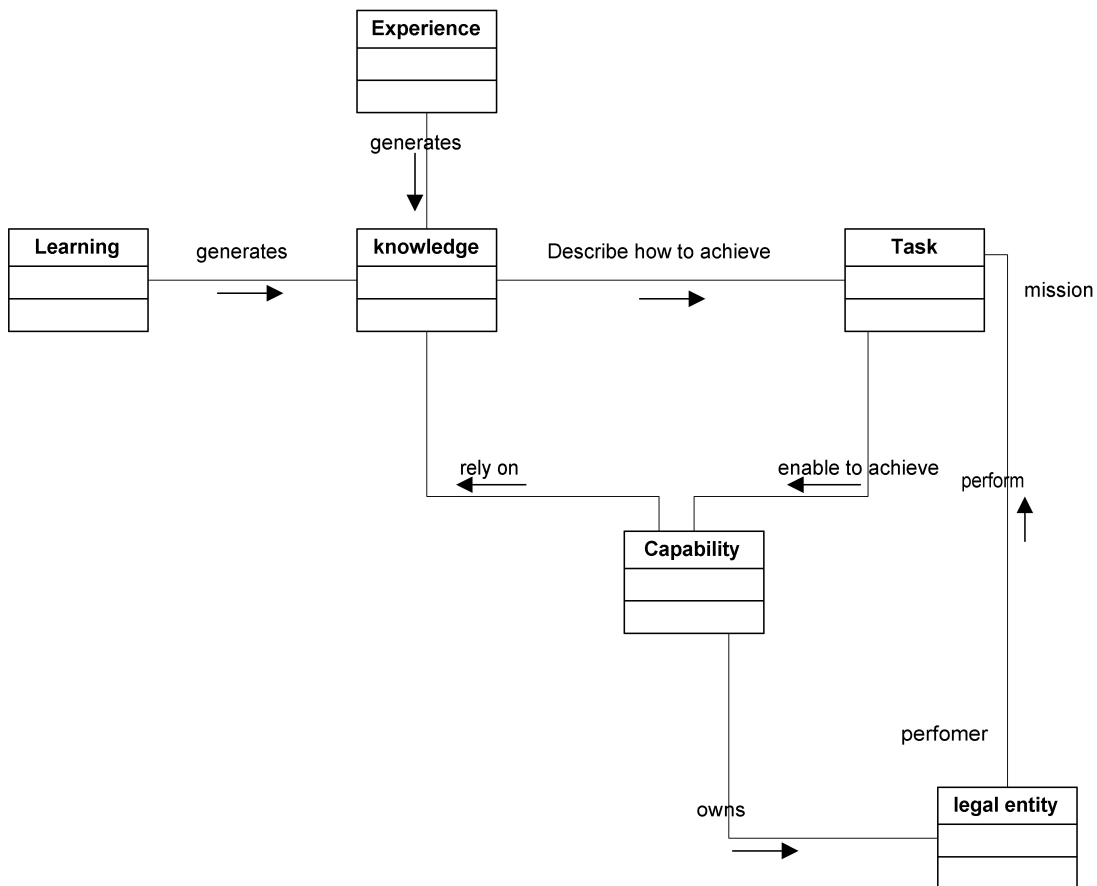 Experience
generates
Learning
generates
knowledge
Describe how to achieve
Task
mission
rely on
enable to achieve
perform
Capability
perfomer
owns
legal entity